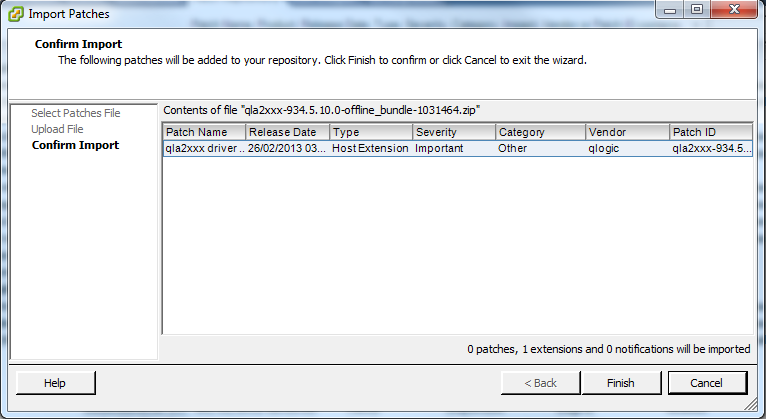 Import Patches
Confirm Import
The following patches will be added to your repository. Click Finish to confirm or click Cancel to exit the wizard.
Select Patches File
Upload File
Confirm Import
Contents of file "qla2xxx-934.5.10.0-offline_bundle-1031464.zip"
Patch Name Release Date Type Severity Category Vendor Patch ID
qla2xxx driver ... 26/02/2013 03... Host Extension Important Other qlogic qla2xxx-934.5...
0 patches, 1 extensions and 0 notifications will be imported
Help < Back Finish Cancel